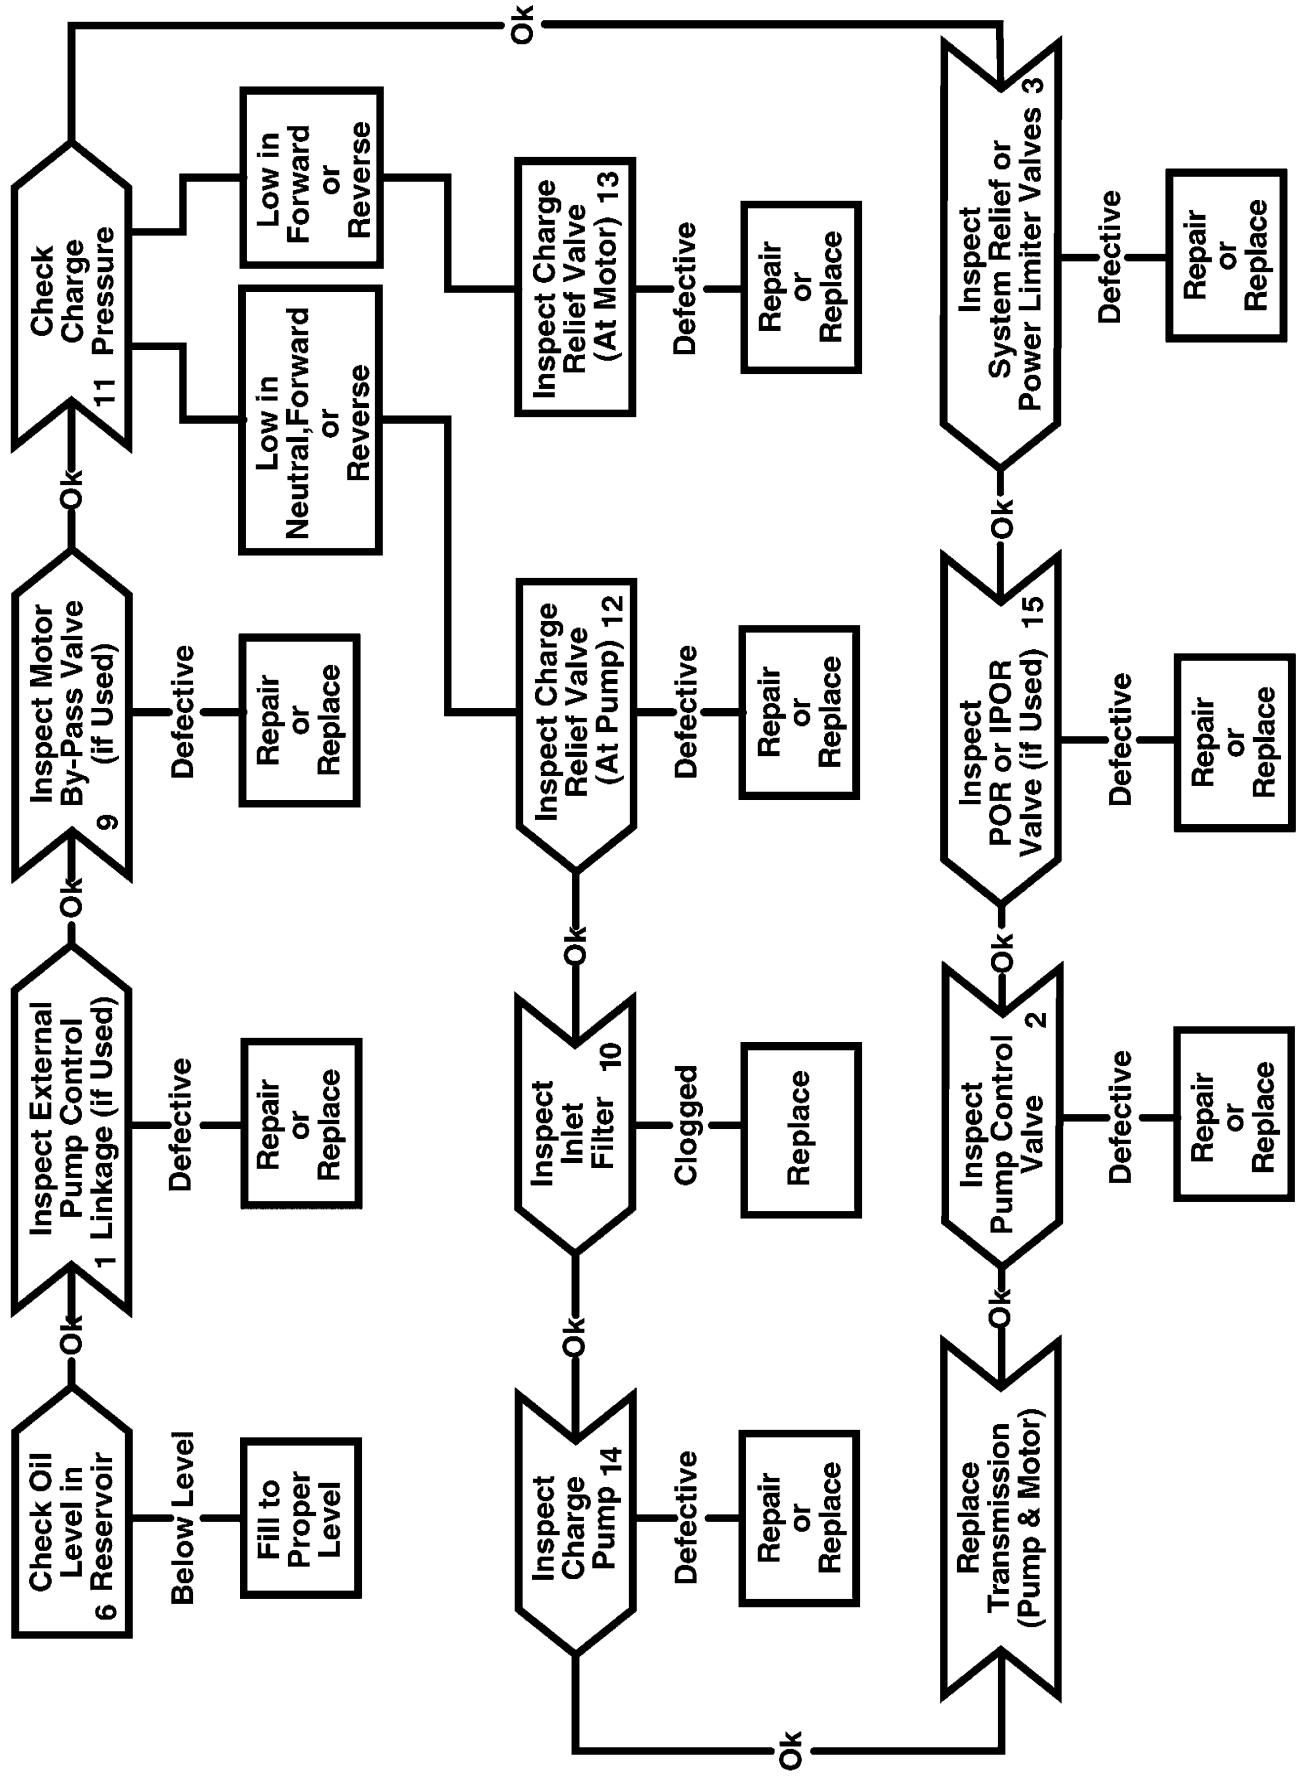 Check Oil
Level in
6 Reservoir
Ok
Inspect External
Pump Control
1 Linkage (if Used)
Ok
Inspect Motor
By-Pass Valve
9 (if Used)
Ok
Check
Charge
11 Pressure
Ok
Below Level
Fill to
Proper
Level
Defective
Repair
or
Replace
Defective
Repair
or
Replace
Low in
Neutral,Forward
or
Reverse
Low in
Forward
or
Reverse
Inspect
Charge
Pump 14
Ok
Inspect
Inlet
Filter 10
Ok
Inspect Charge
Relief Valve
(At Pump) 12
Inspect Charge
Relief Valve
(At Motor) 13
Defective
Repair
or
Replace
Clogged
Replace
Defective
Repair
or
Replace
Defective
Repair
or
Replace
Ok
Replace
Transmission
(Pump & Motor)
Ok
Inspect
Pump Control
Valve 2
Ok
Inspect
POR or IPOR
Valve (if Used) 15
Ok
Inspect
System Relief or
Power Limiter Valves 3
Defective
Repair
or
Replace
Defective
Repair
or
Replace
Defective
Repair
or
Replace